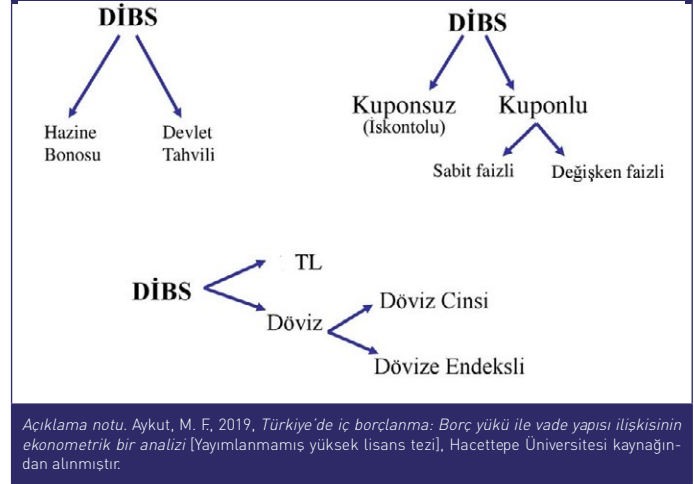 DİBS
Hazine
Bonosu
Devlet
Tahvili
DİBS
Kuponsuz
(İskontolu)
Kuponlu
Sabit faizli
Değişken faizli
DİBS
TL
Döviz
Döviz Cinsi
Dövize Endeksli
Açıklama notu. Aykut, M. F., 2019, Türkiye’de iç borçlanma: Borç yükü ile vade yapısı ilişkisinin
ekonometrik bir analizi [Yayımlanmamış yüksek lisans tezi], Hacettepe Üniversitesi kaynağın-
dan alınmıştır.